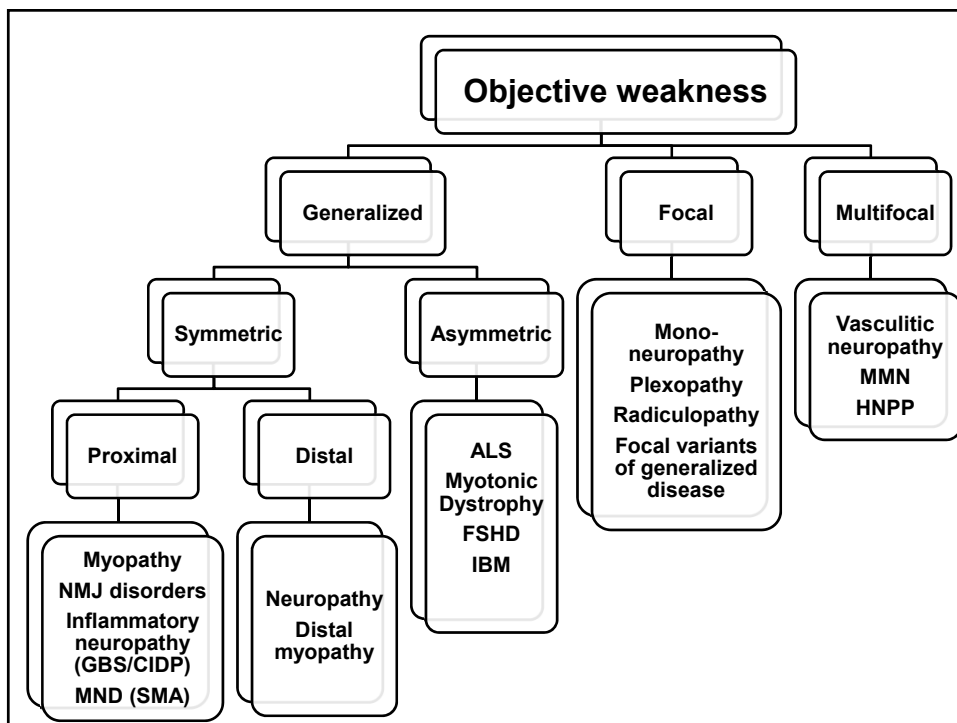 Objective weakness
Generalized
Focal
Multifocal
Symmetric
Asymmetric
Proximal
Distal
Myopathy
NMJ disorders
Inflammatory
neuropathy
(GBS/CIDP)
MND (SMA)
Neuropathy
Distal
myopathy
ALS
Myotonic
Dystrophy
FSHD
IBM
Mono-
neuropathy
Plexopathy
Radiculopathy
Focal variants
of generalized
disease
Vasculitic
neuropathy
MMN
HNPP